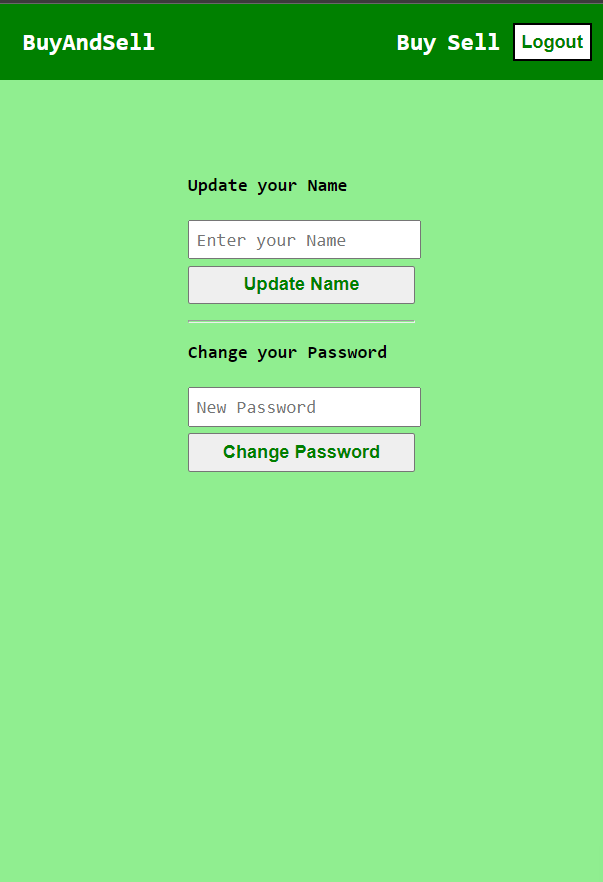 BuyAndSell Buy Sell Logout
Update your Name
Enter your Name
Update Name
Change your Password
New Password
Change Password